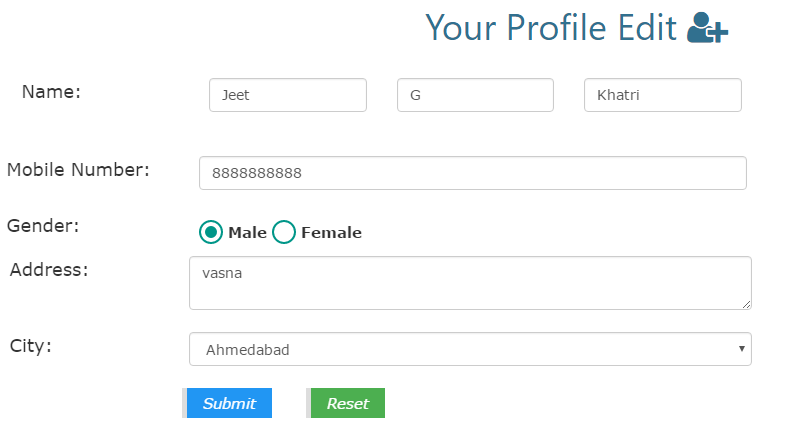 Your Profile Edit
Name: Jeet G Khatri
Mobile Number: 8888888888
Gender: Male Female
Address: vasna
City: Ahmedabad
Submit Reset